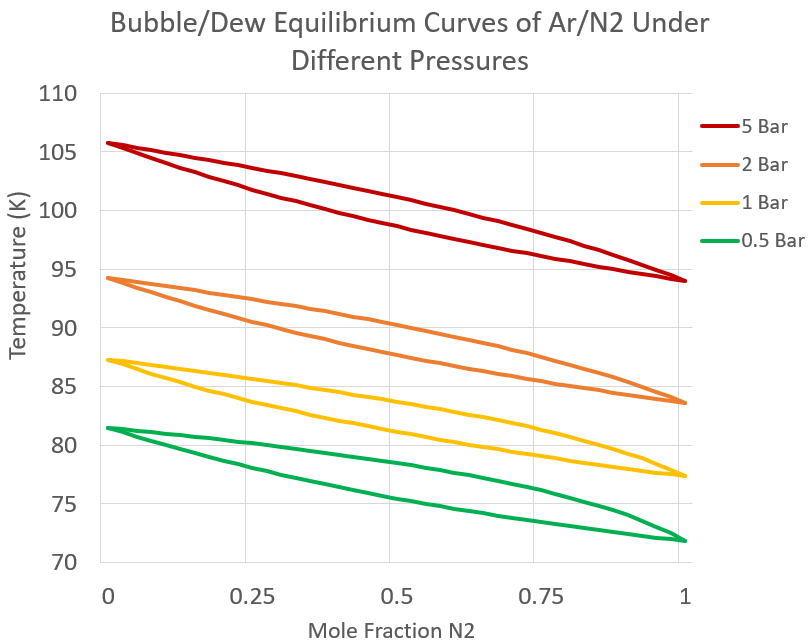 Bubble/Dew Equilibrium Curves of Ar/N2 Under
Different Pressures
110
105
100
95
90
85
80
75
70
Temperature (K)
0 0.25 0.5 0.75 1
Mole Fraction N2
5 Bar
2 Bar
1 Bar
0.5 Bar